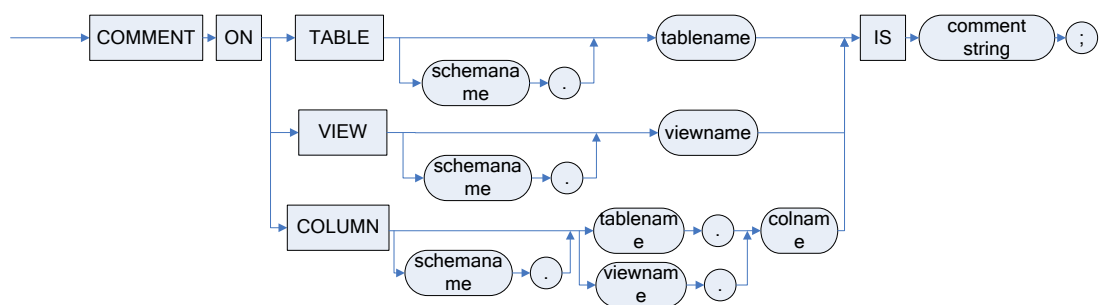 COMMENT ON TABLE tablename IS comment
string ;
schemana
me .
VIEW viewname
schemana
me .
COLUMN tablenam
e . colnam
e
schemana
me . viewnam
e .